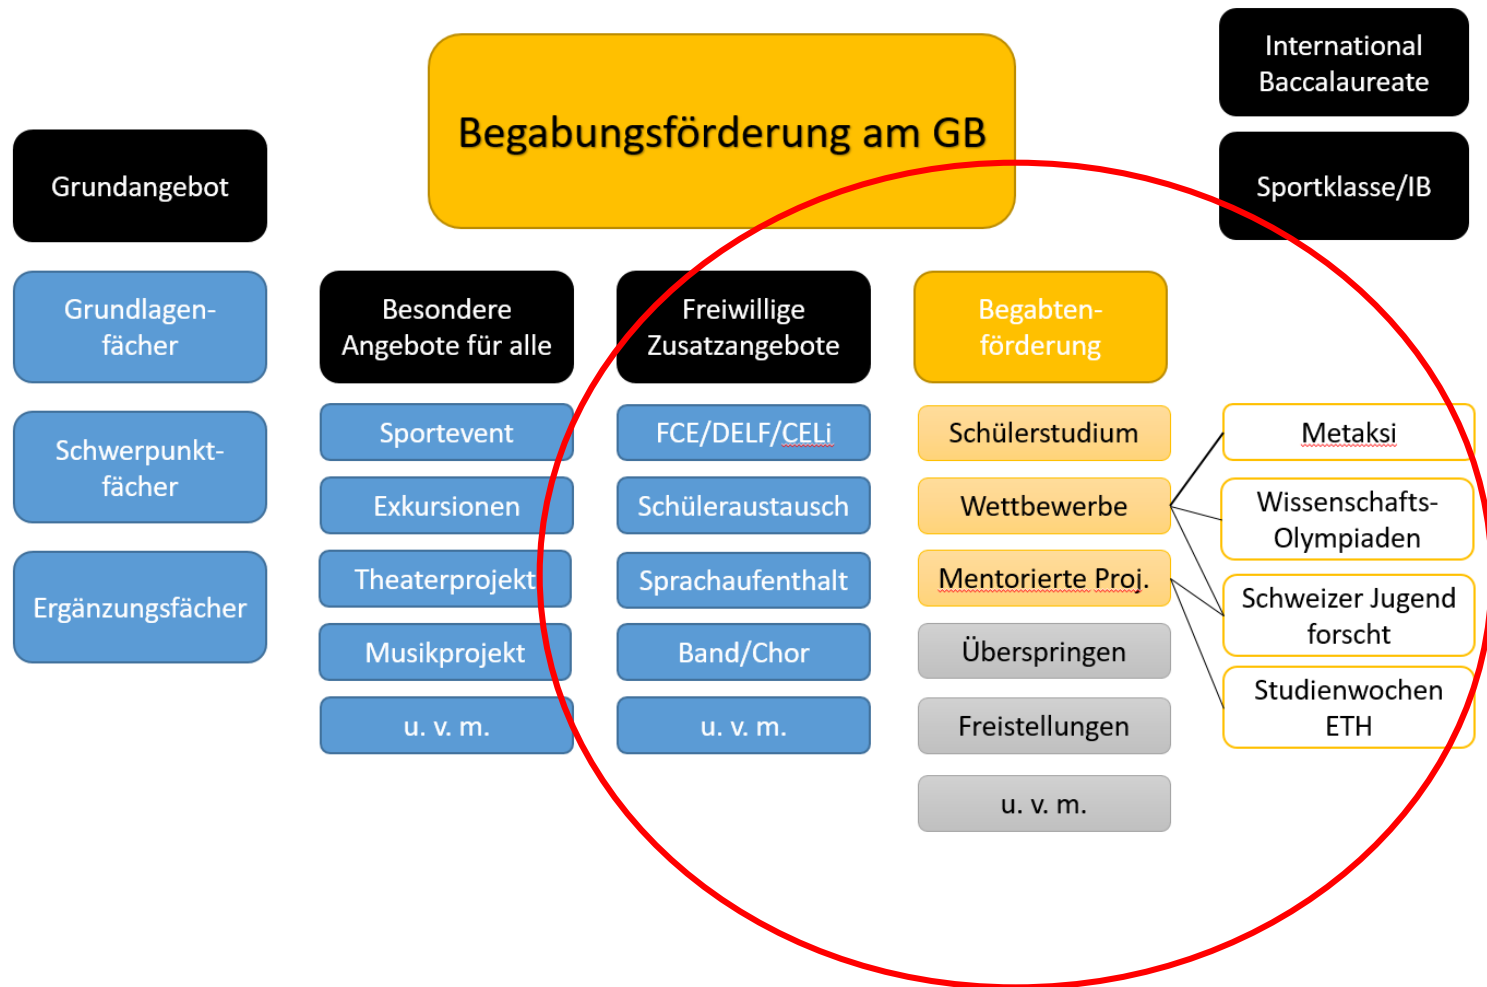 Begabungsförderung am GB
International
Baccalaureate
Sportklasse/IB
Grundangebot
Grundlagen-
fächer
Schwerpunkt-
fächer
Ergänzungsfächer
Besondere
Angebote für alle
Sportevent
Exkursionen
Theaterprojekt
Musikprojekt
u. v. m.
Freiwillige
Zusatzangebote
FCE/DELF/CELi
Schüleraustausch
Sprachaufenthalt
Band/Chor
u. v. m.
Begabten-
förderung
Schülerstudium
Wettbewerbe
Mentorierte Proj.
Überspringen
Freistellungen
u. v. m.
Metaksi
Wissenschafts-
Olympiaden
Schweizer Jugend
forscht
Studienwochen
ETH